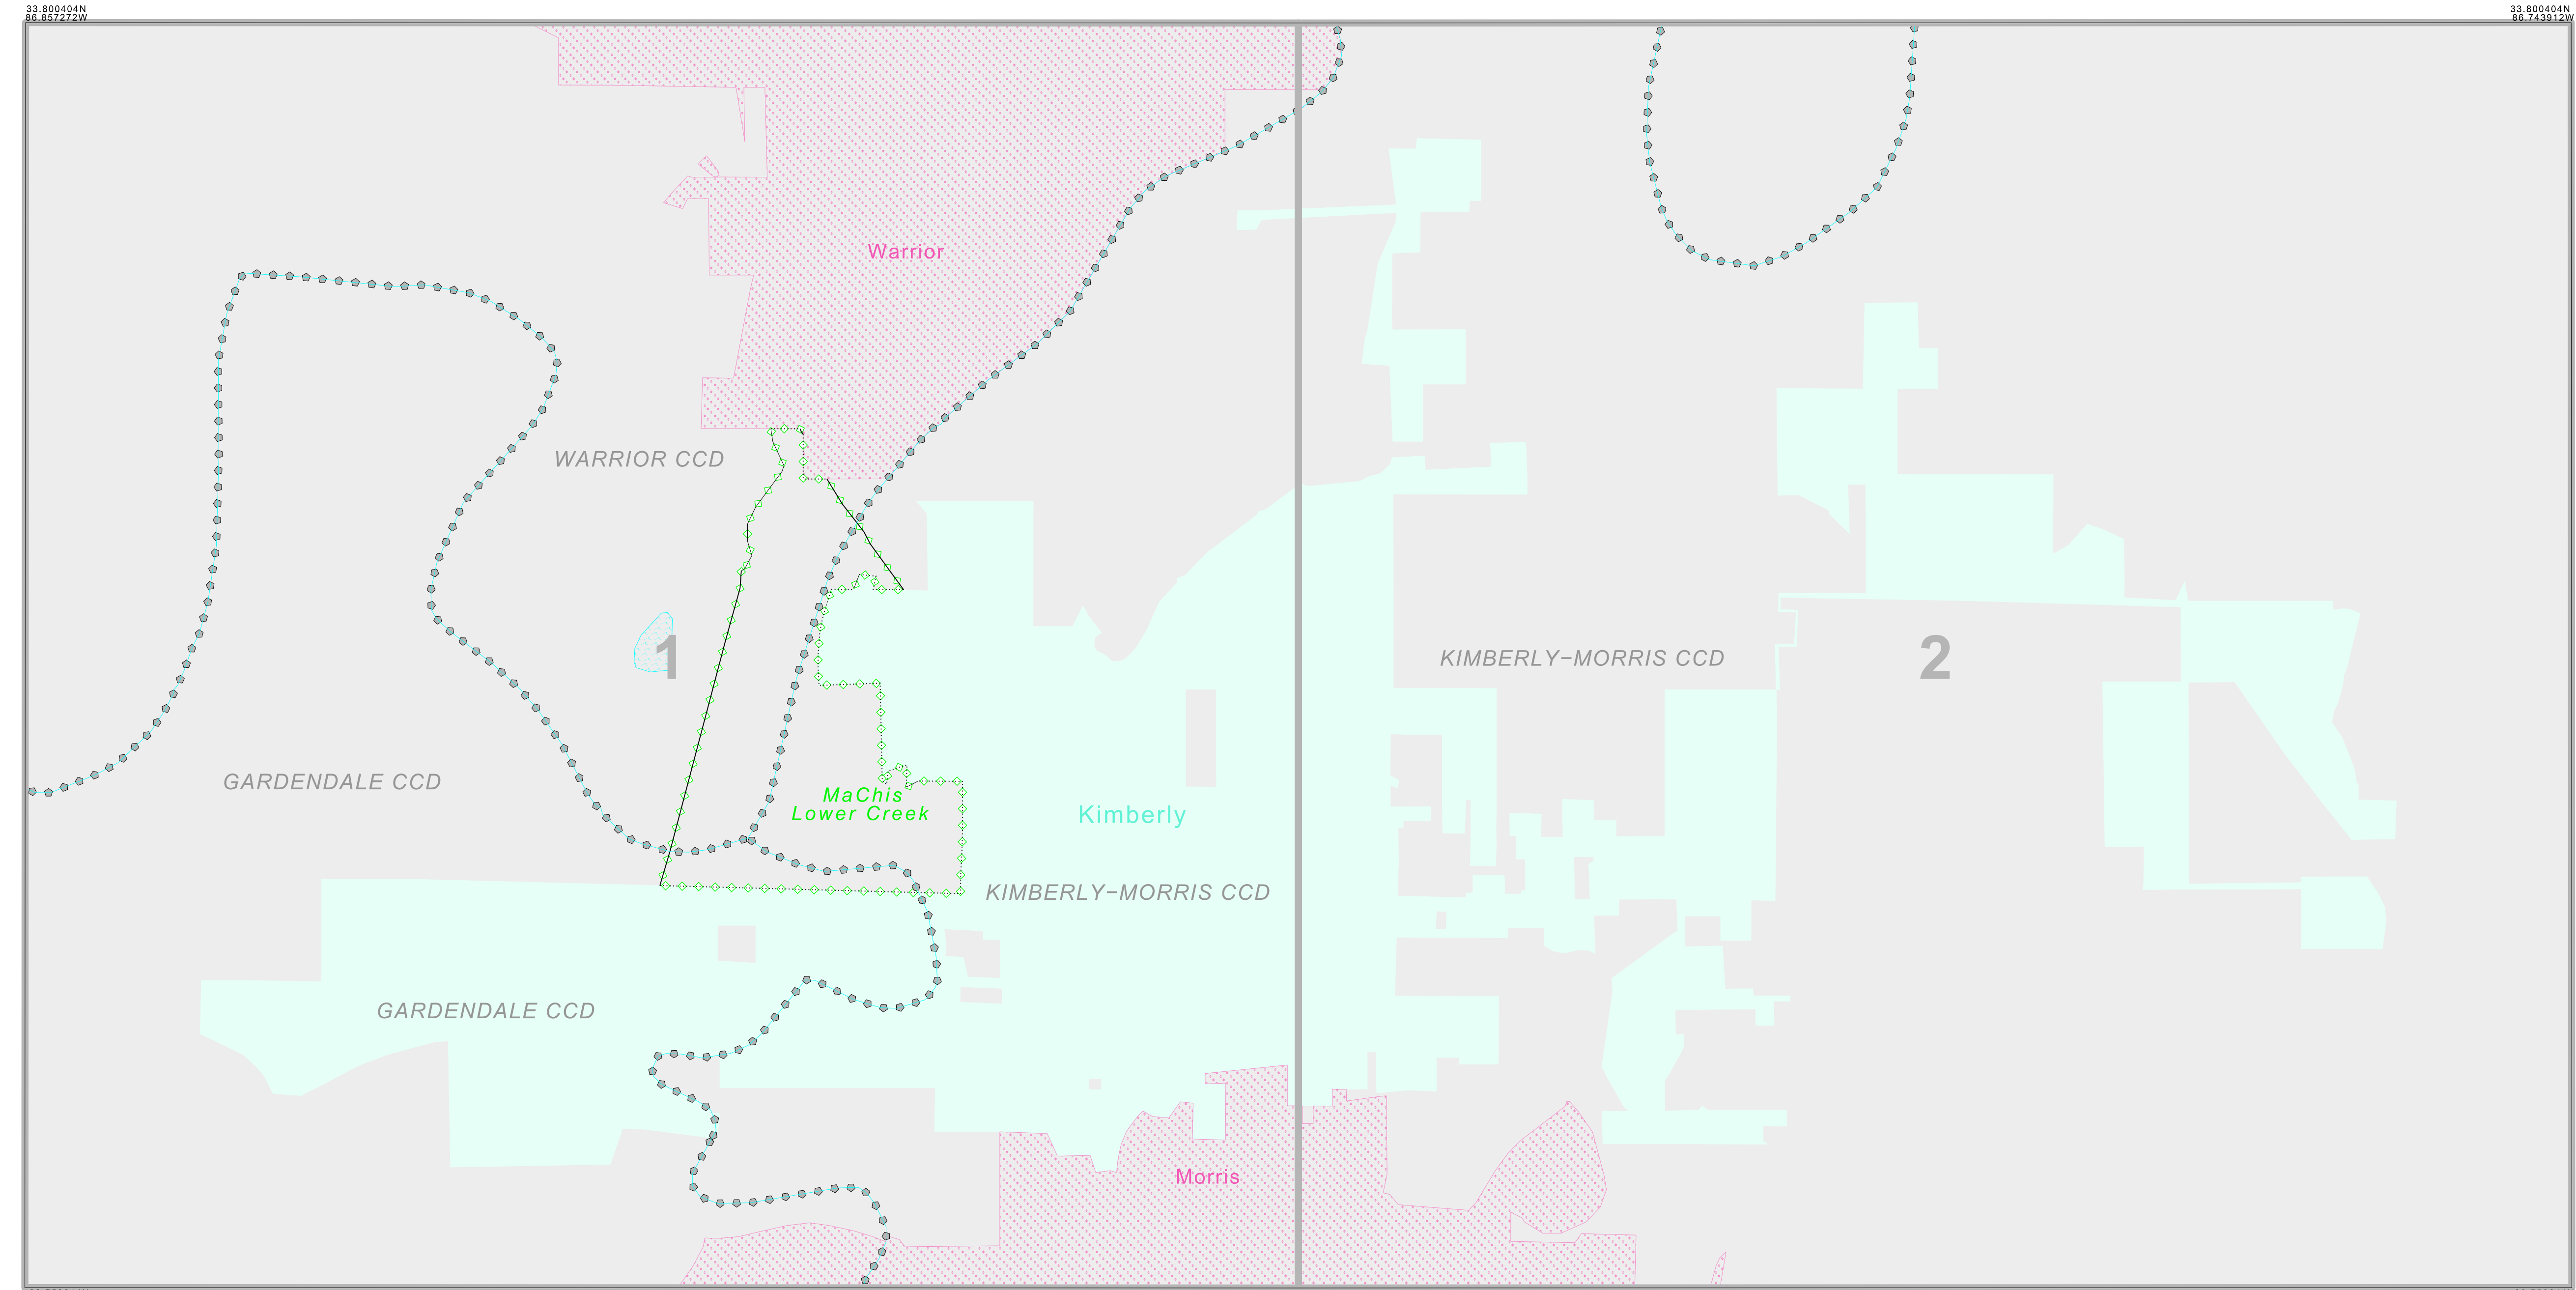 33.800404N
86.857272W
33.800404N
86.743912W
Warrior
WARRIOR CCD
1
KIMBERLY-MORRIS CCD
2
GARDENDALE CCD
MaChis
Lower Creek
Kimberly
KIMBERLY-MORRIS CCD
GARDENDALE CCD
Morris